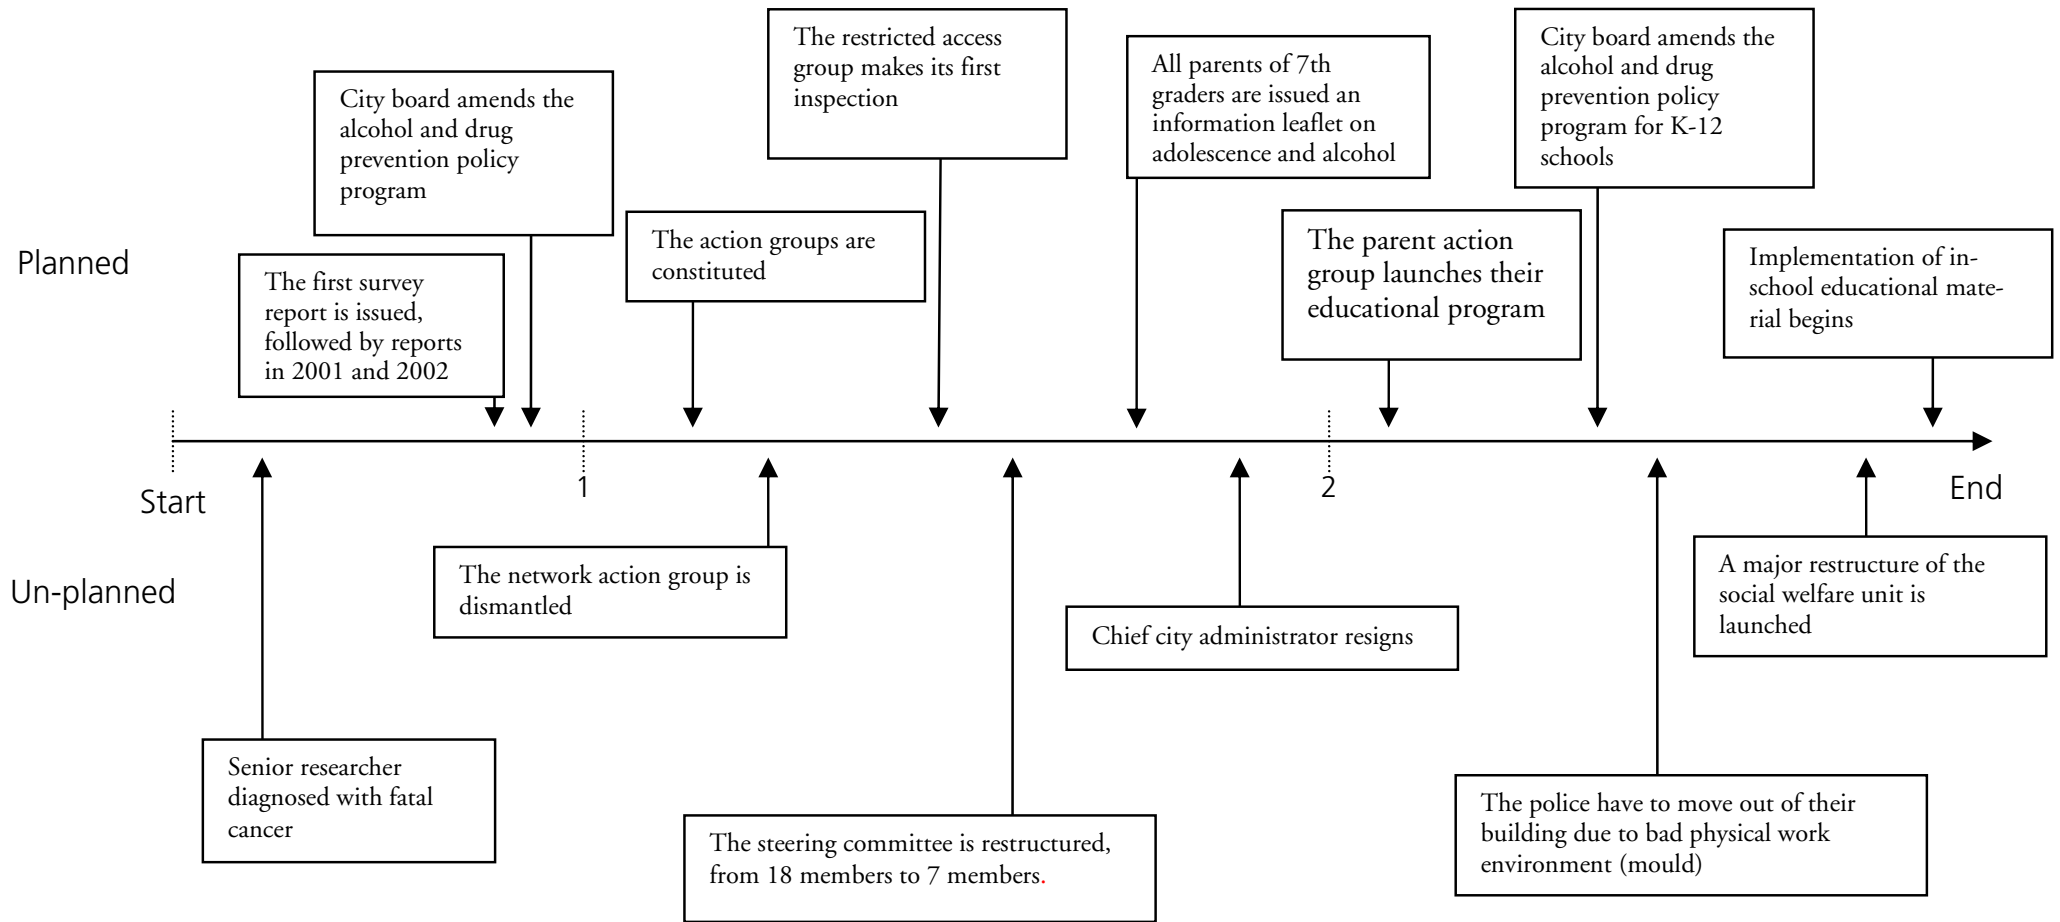 The restricted access
group makes its first
inspection
City board amends the
alcohol and drug
prevention policy
program for K-12
schools
All parents of 7th
graders are issued an
information leaflet on
adolescence and alcohol
City board amends the
alcohol and drug
prevention policy
program
The action groups are
constituted
The parent action
group launches their
educational program
Planned
Implementation of in-
school educational mate-
rial begins
The first survey
report is issued,
followed by reports
in 2001 and 2002
Start
1
2
End
Un-planned
The network action group is
dismantled
A major restructure of the
social welfare unit is
launched
Chief city administrator resigns
Senior researcher
diagnosed with fatal
cancer
The police have to move out of their
building due to bad physical work
environment (mould)
The steering committee is restructured,
from 18 members to 7 members.